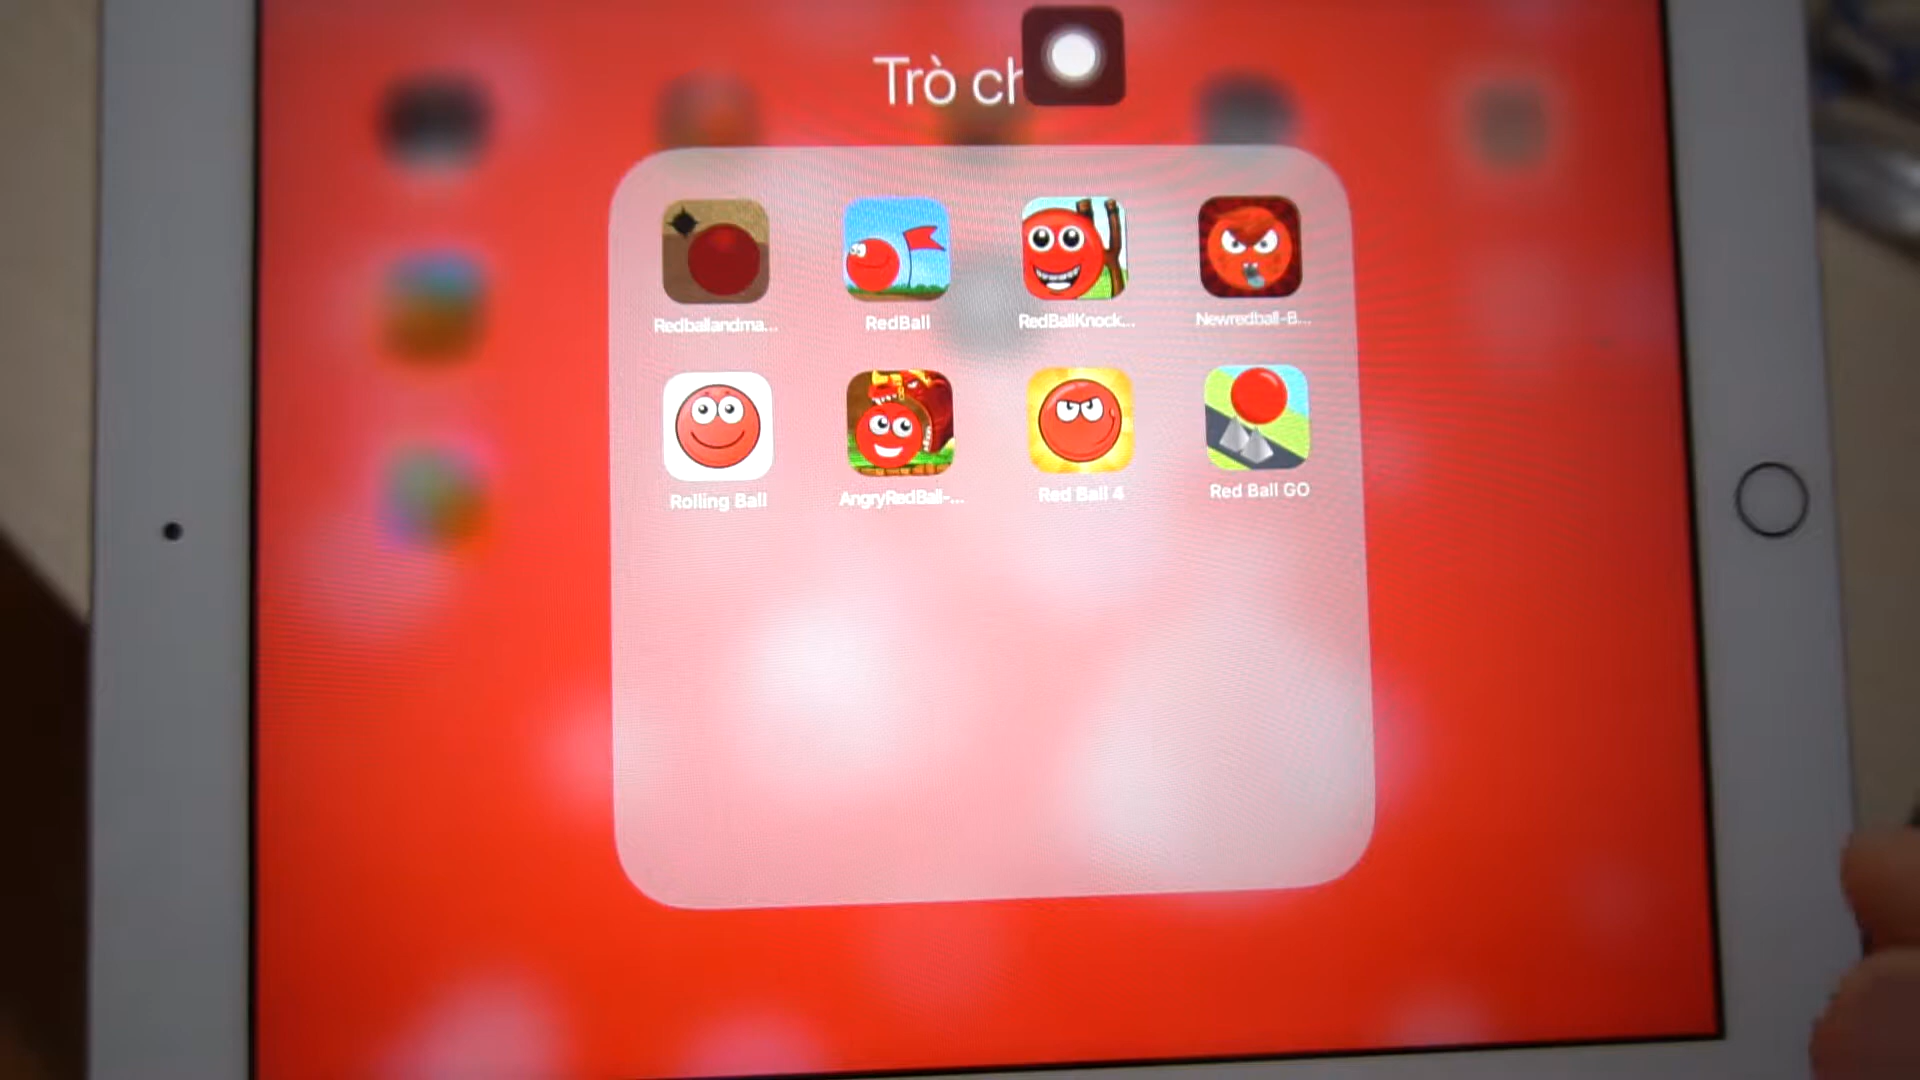 Trò ch
Redballandma...
RedBall
RedBallKnock...
Newredball-B...
Rolling Ball
AngryRedBall-...
Red Ball 4
Red Ball GO